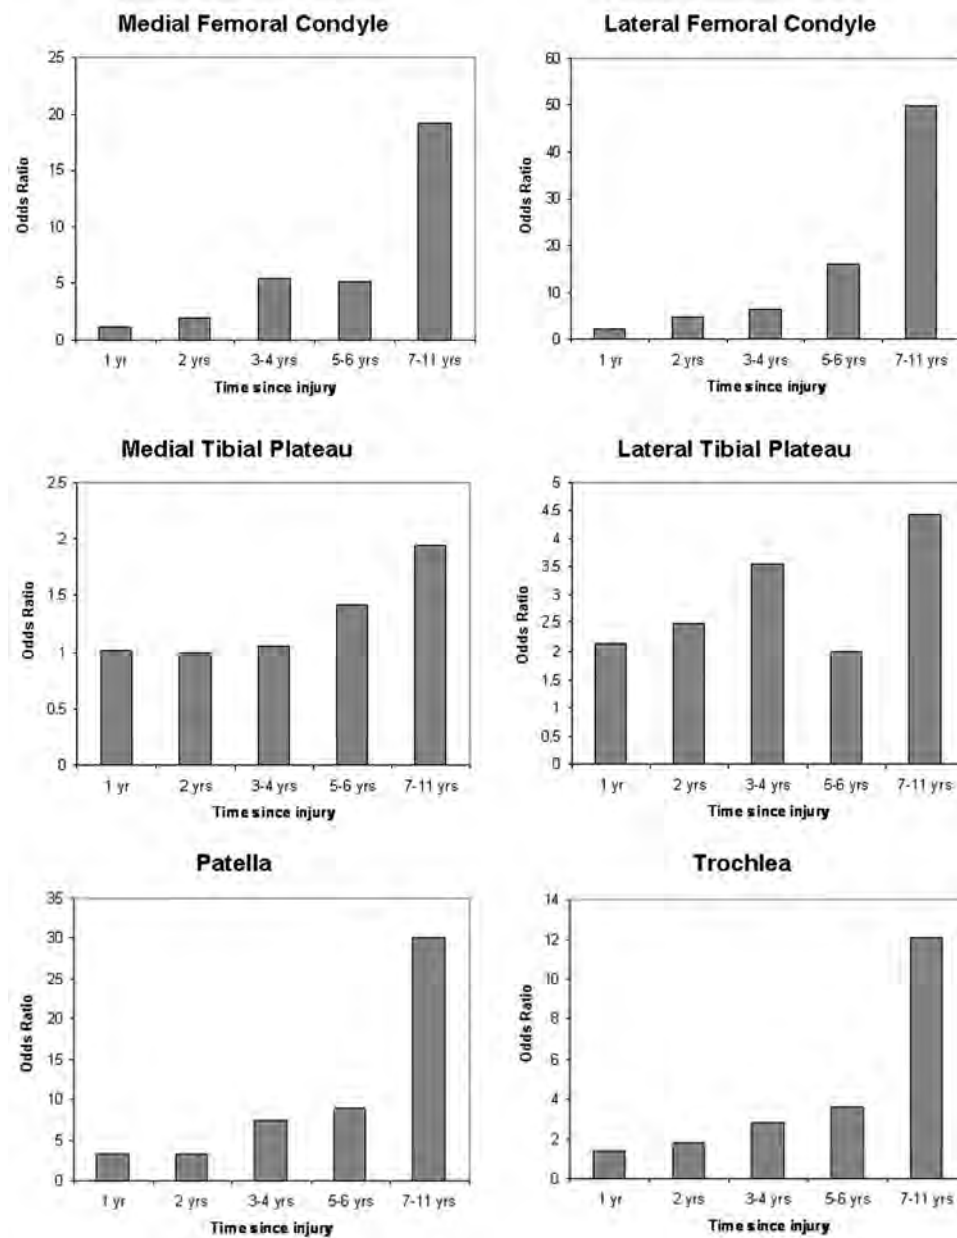 Medial Femoral Condyle
25
20
15
10
5
0
Odds Ratio
1 yr 2 yrs 3-4 yrs 5-6 yrs 7-11 yrs
Time since injury
Lateral Femoral Condyle
60
50
40
30
20
10
0
Odds Ratio
1 yr 2 yrs 3-4 yrs 5-6 yrs 7-11 yrs
Time since injury
Medial Tibial Plateau
2.5
2
1.5
1
0.5
0
Odds Ratio
1 yr 2 yrs 3-4 yrs 5-6 yrs 7-11 yrs
Time since injury
Lateral Tibial Plateau
5
4.5
4
3.5
3
2.5
2
1.5
1
0.5
0
Odds Ratio
1 yr 2 yrs 3-4 yrs 5-6 yrs 7-11 yrs
Time since injury
Patella
35
30
25
20
15
10
5
0
Odds Ratio
1 yr 2 yrs 3-4 yrs 5-6 yrs 7-11 yrs
Time since injury
Trochlea
14
12
10
8
6
4
2
0
Odds Ratio
1 yr 2 yrs 3-4 yrs 5-6 yrs 7-11 yrs
Time since injury